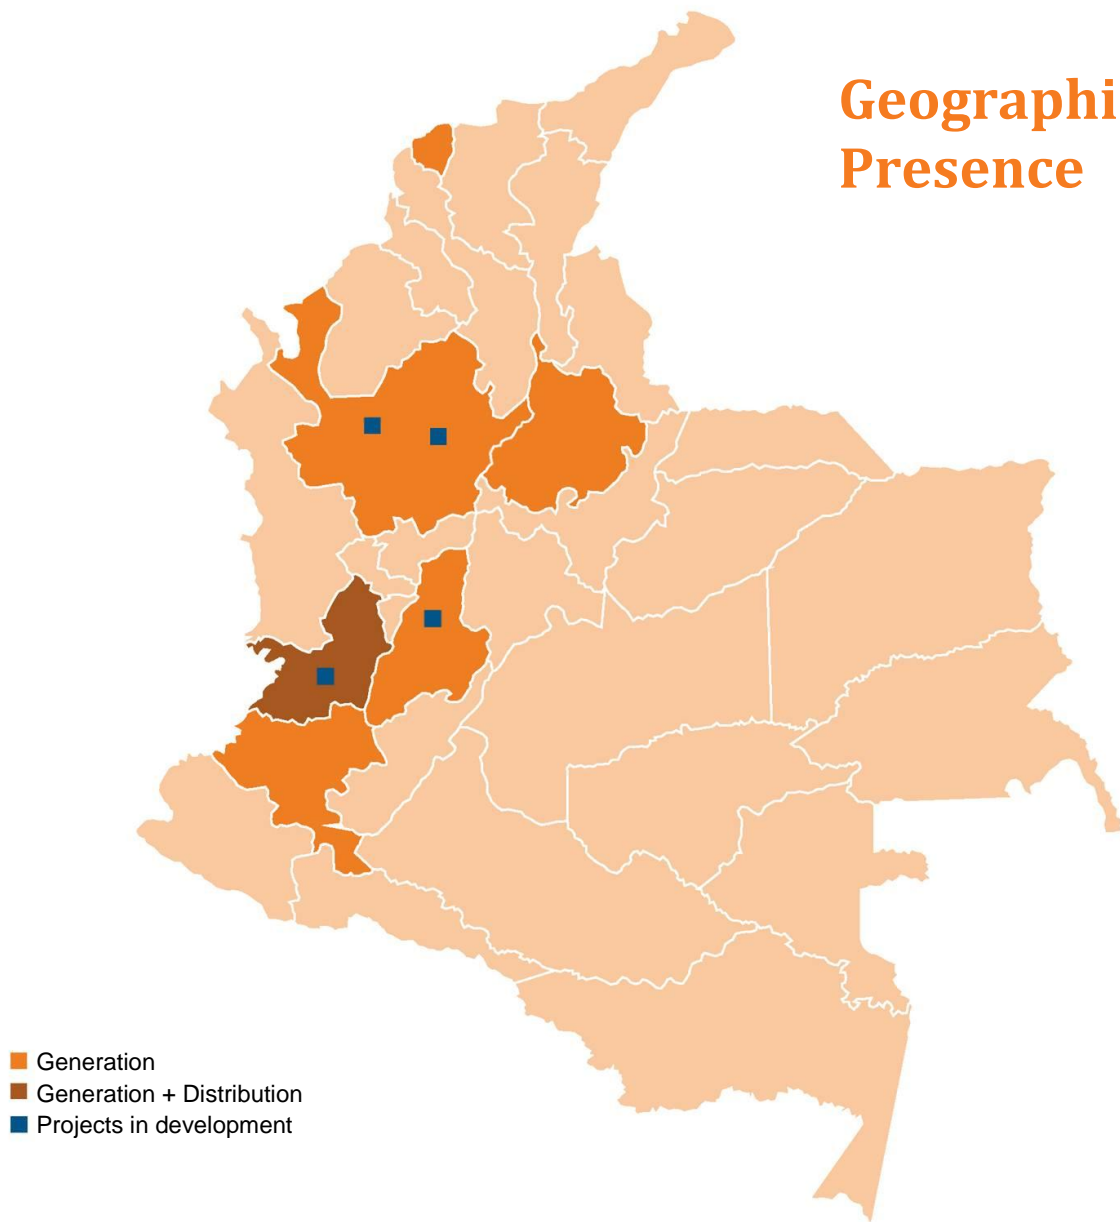 Geographi
Presence
Generation
Generation + Distribution
Projects in development